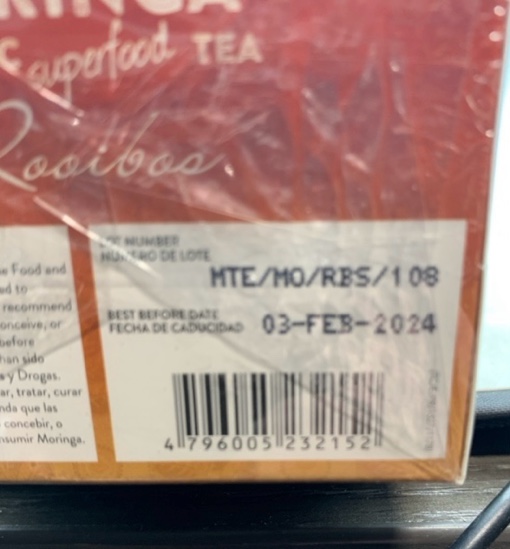 RINGA
C superfood TEA
Rooibos
LOT NUMBER
NÚMERO DE LOTE
MTE/MO/RBS/108
BEST BEFORE DATE
FECHA DE CADUCIDAD 03-FEB-2024
4 796005 232152
e Food and
ed to
recommend
onceive, or
before
han sido
s y Drogas.
ar, tratar, curar
nda que las
concebir, o
nsumir Moringa.